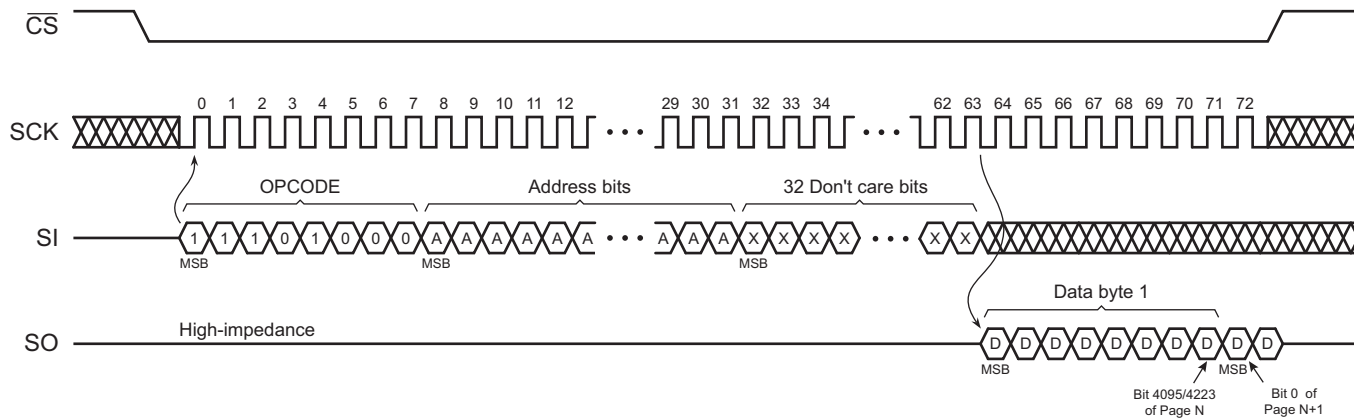 CS
0 1 2 3 4 5 6 7 8 9 10 11 12 29 30 31 32 33 34 62 63 64 65 66 67 68 69 70 71 72
SCK
OPCODE Address bits 32 Don't care bits
SI 1 1 1 0 1 0 0 0 A A A A A A A A A X X X X X X
MSB MSB MSB
Data byte 1
High-impedance
SO D D D D D D D D D D
MSB MSB
Bit 4095/4223
of Page N
Bit 0 of
Page N+1